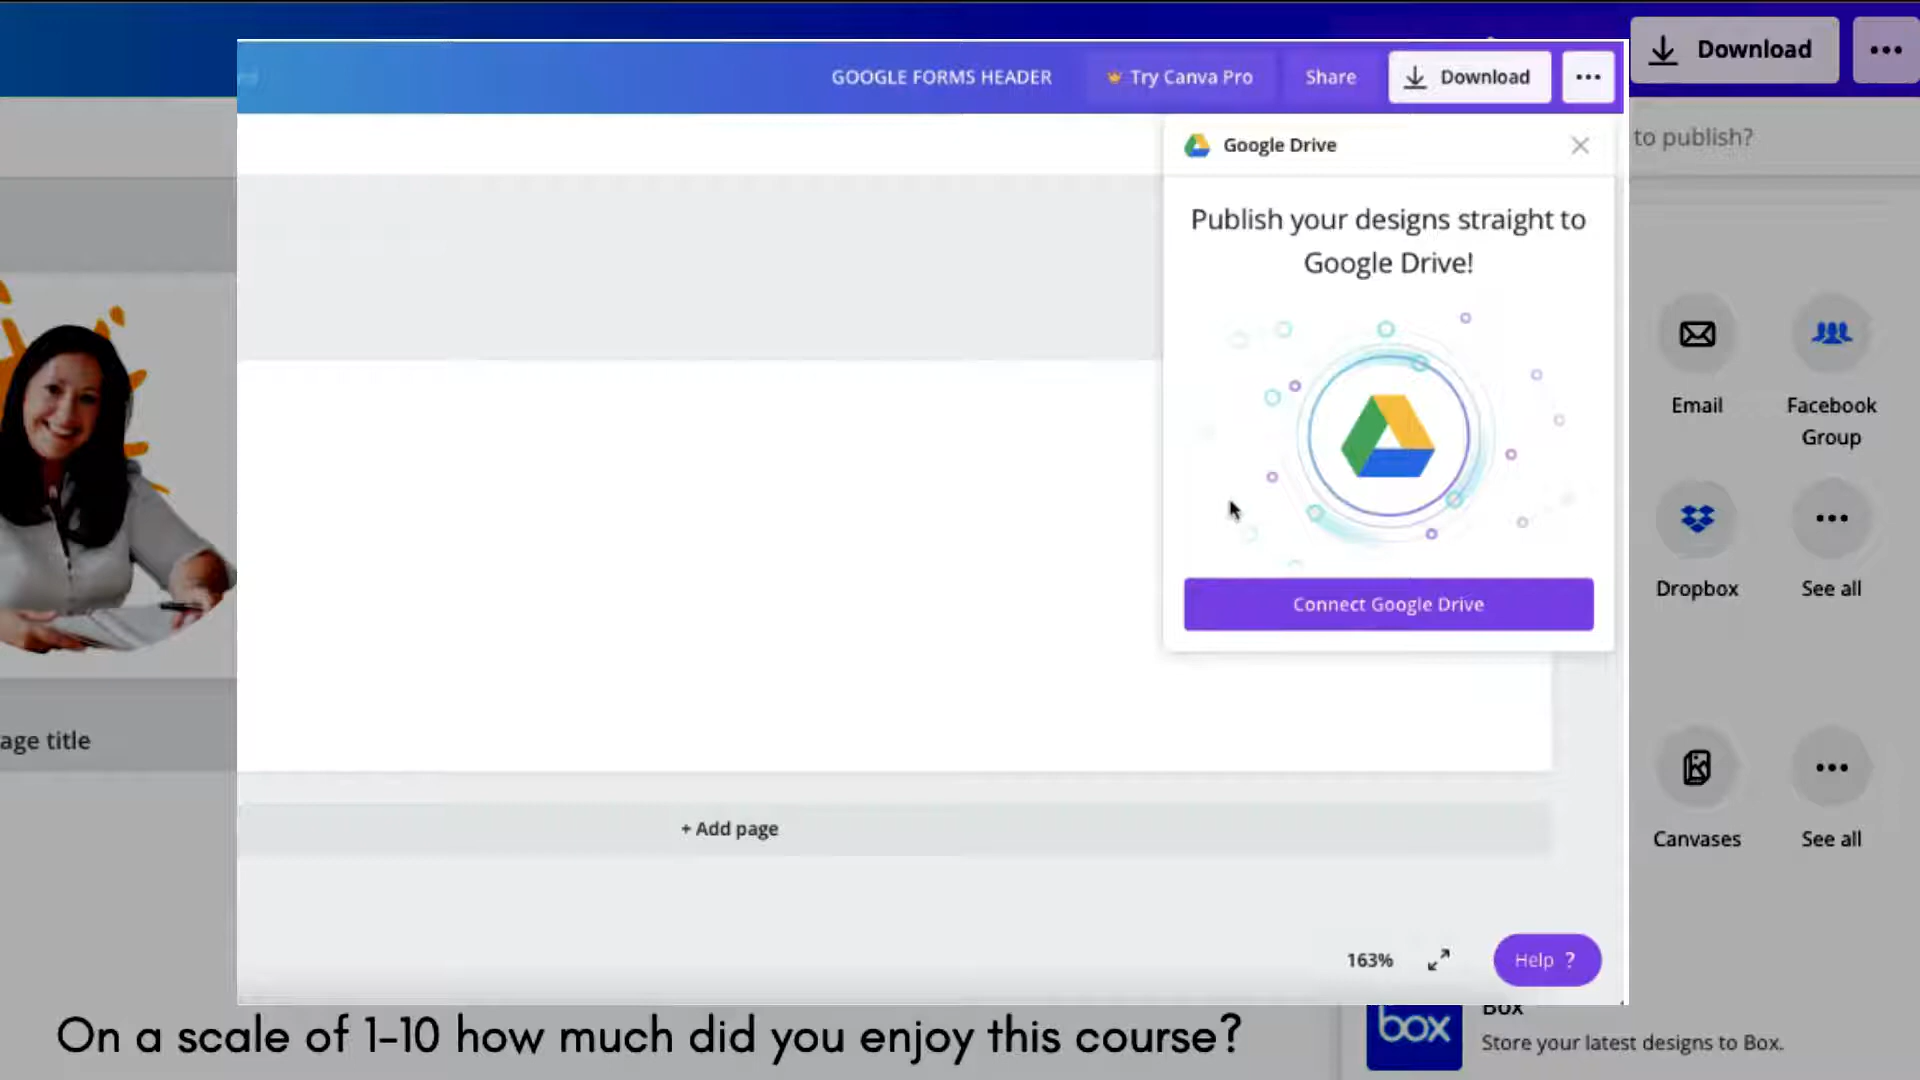 Download
GOOGLE FORMS HEADER
Try Canva Pro
Share
Download
to publish?
Google Drive
Publish your designs straight to
Google Drive!
Email
Facebook
Group
Dropbox
See all
Connect Google Drive
age title
+ Add page
Canvases
See all
163%
Help ?
On a scale of 1-10 how much did you enjoy this course?
box
Box
Store your latest designs to Box.